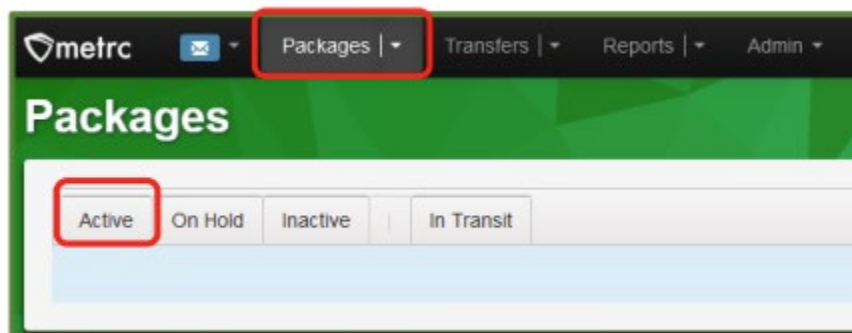 metrc Packages Transfers Reports Admin
Packages
Active On Hold Inactive In Transit